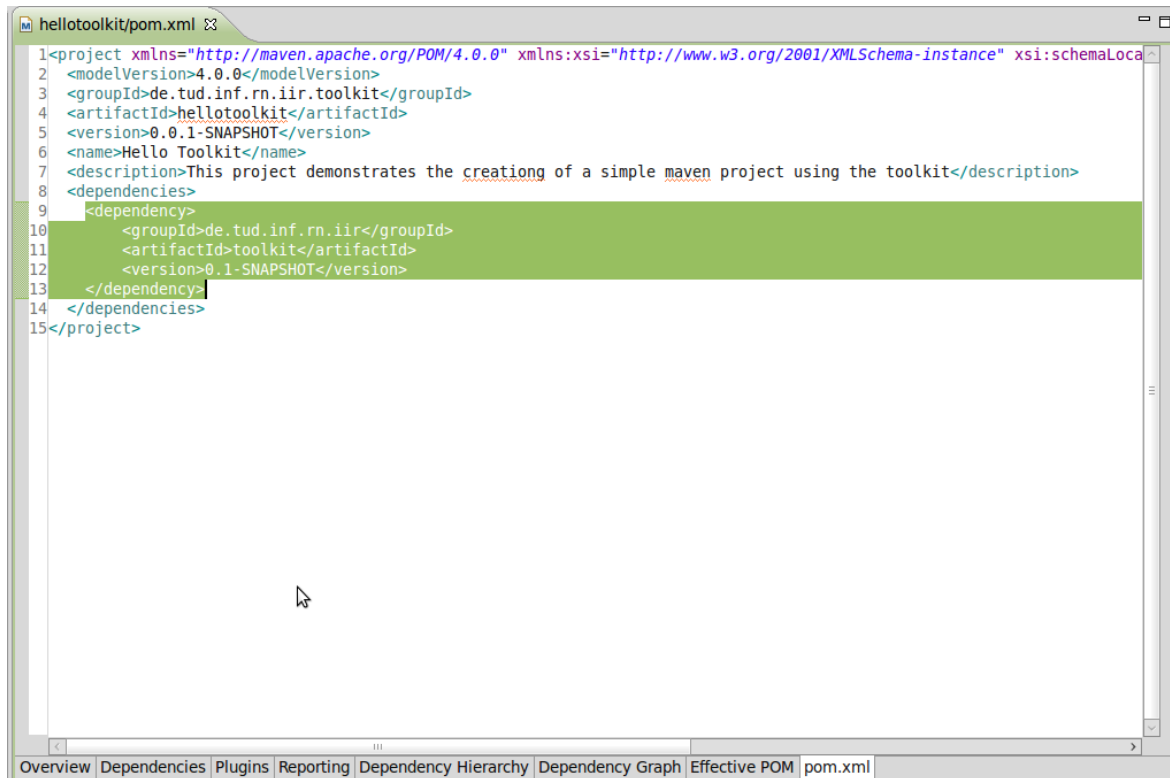 hellotoolkit/pom.xml
1<project xmlns="http://maven.apache.org/POM/4.0.0" xmlns:xsi="http://www.w3.org/2001/XMLSchema-instance" xsi:schemaLoca
2 <modelVersion>4.0.0</modelVersion>
3 <groupId>de.tud.inf.rn.iir.toolkit</groupId>
4 <artifactId>hellotoolkit</artifactId>
5 <version>0.0.1-SNAPSHOT</version>
6 <name>Hello Toolkit</name>
7 <description>This project demonstrates the creationg of a simple maven project using the toolkit</description>
8 <dependencies>
9 <dependency>
10 <groupId>de.tud.inf.rn.iir</groupId>
11 <artifactId>toolkit</artifactId>
12 <version>0.1-SNAPSHOT</version>
13 </dependency>
14 </dependencies>
15</project>
Overview Dependencies Plugins Reporting Dependency Hierarchy Dependency Graph Effective POM pom.xml